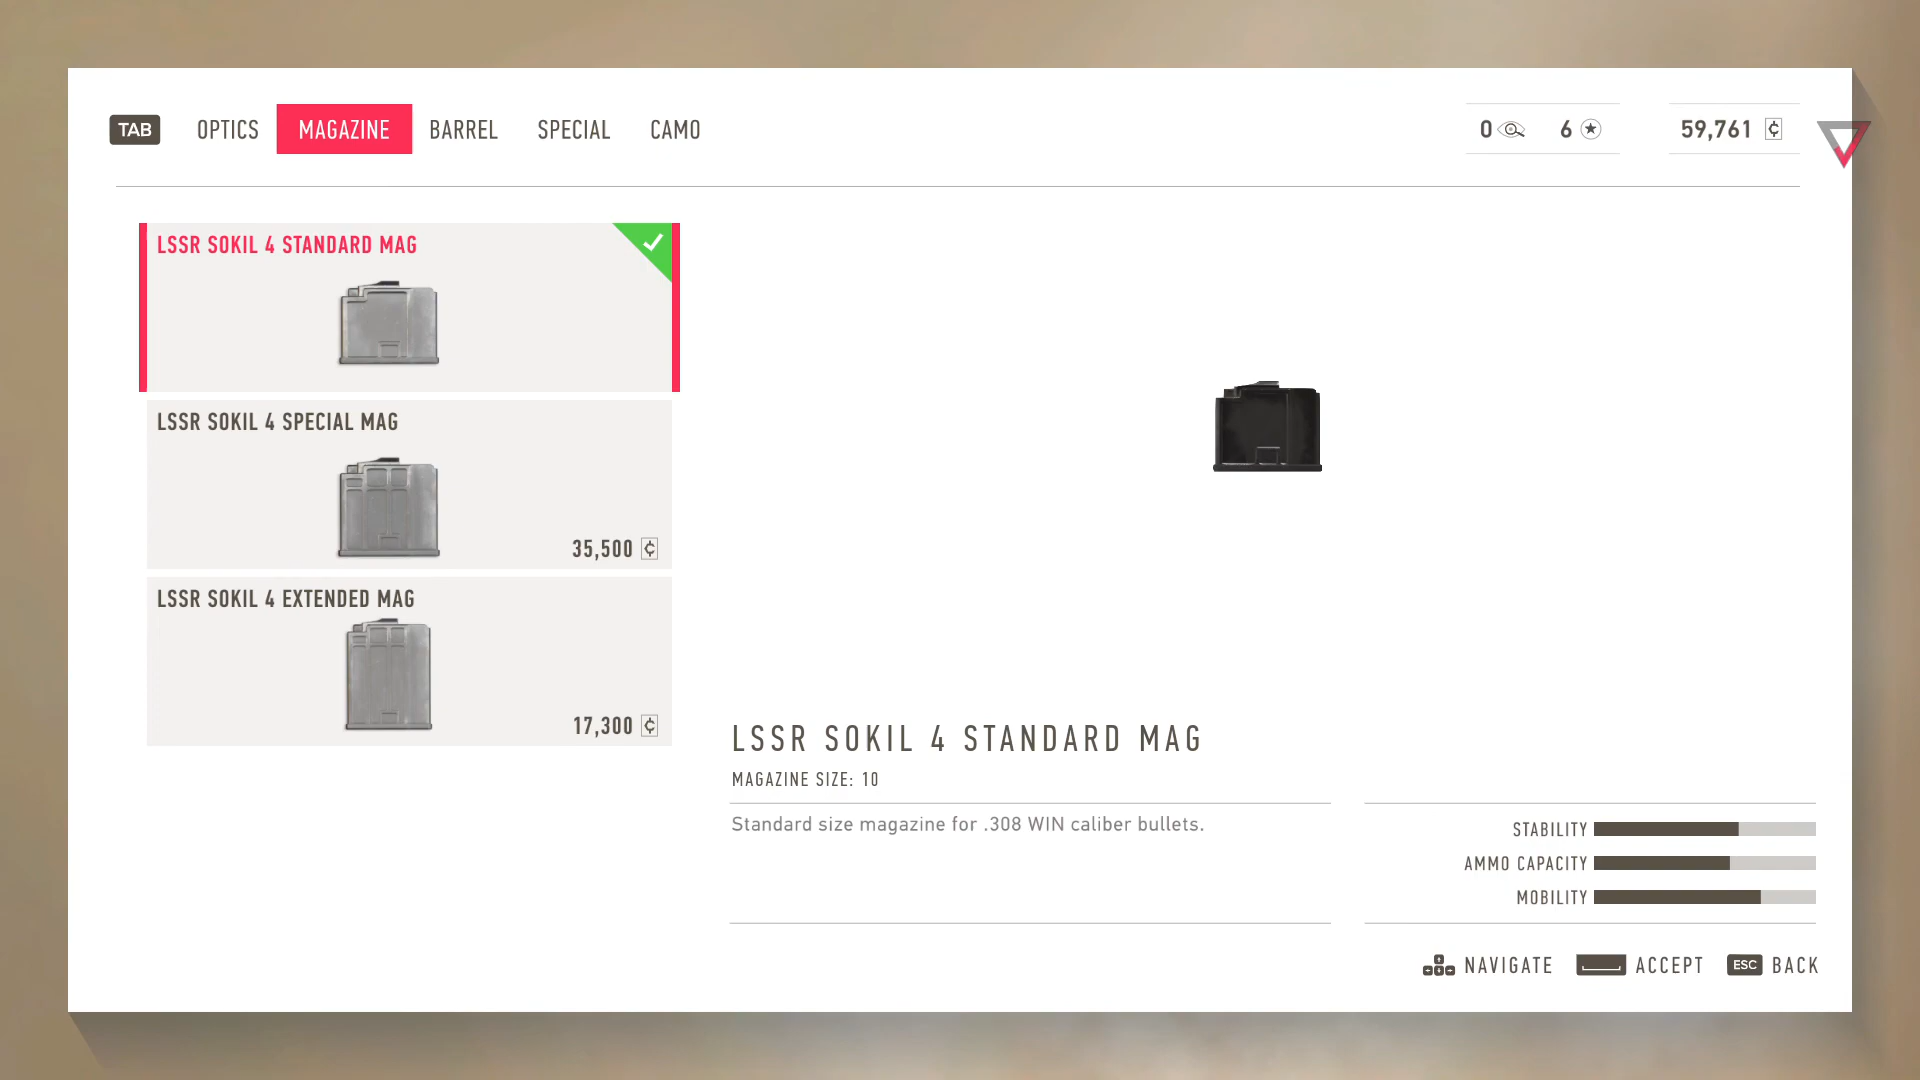 TAB OPTICS MAGAZINE BARREL SPECIAL CAMO 0 6 59,761
LSSR SOKIL 4 STANDARD MAG
LSSR SOKIL 4 SPECIAL MAG
35,500
LSSR SOKIL 4 EXTENDED MAG
17,300
LSSR SOKIL 4 STANDARD MAG
MAGAZINE SIZE: 10
Standard size magazine for .308 WIN caliber bullets.
STABILITY
AMMO CAPACITY
MOBILITY
NAVIGATE ACCEPT ESC BACK